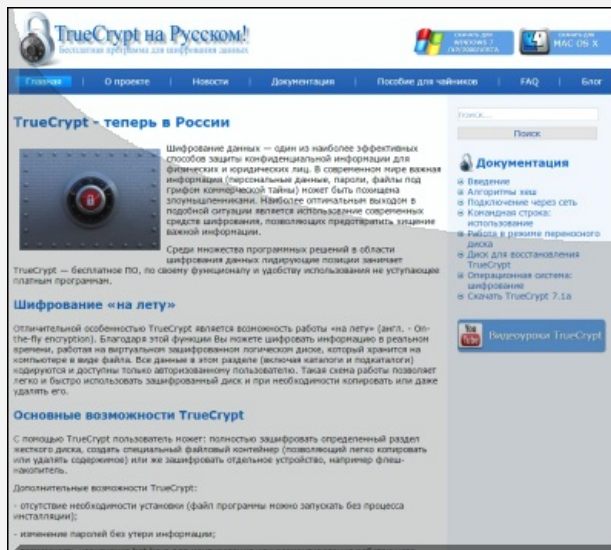 TrueCrypt на Русском!
Бесплатная программа для шифрования данных
СКАЧАТЬ ДЛЯ
WINDOWS 7
СКАЧАТЬ ДЛЯ
MAC OS X
Главная | О проекте | Новости | Документация | Пособие для чайников | FAQ | Блог
TrueCrypt - теперь в России
Шифрование данных — один из наиболее эффективных
способов защиты конфиденциальной информации для
физических и юридических лиц. В современном мире важная
информация (персональные данные, пароли, файлы под
грифом коммерческой тайны) может быть похищена
злоумышленниками. Наиболее оптимальным выходом в
подобной ситуации является использование современных
средств шифрования, позволяющих предотвратить хищение
важной информации.
Среди множества программных решений в области
шифрования данных лидирующие позиции занимает
TrueCrypt — бесплатное ПО, по своему функционалу и удобству использования не уступающее
платным программам.
Шифрование «на лету»
Отличительной особенностью TrueCrypt является возможность работы «на лету» (англ. - On-
the-fly encryption). Благодаря этой функции Вы можете шифровать информацию в реальном
времени, работая на виртуальном зашифрованном логическом диске, который хранится на
компьютере в виде файла. Все данные в этом разделе (включая каталоги и подкаталоги)
кодируются и доступны только авторизованному пользователю. Такая схема работы позволяет
легко и быстро использовать зашифрованный диск и при необходимости копировать или даже
удалять его.
Основные возможности TrueCrypt
С помощью TrueCrypt пользователь может: полностью зашифровать определенный раздел
жесткого диска, создать специальный файловый контейнер (позволяющий легко копировать
или удалять содержимое) или же зашифровать отдельное устройство, например флеш-
накопитель.
Дополнительные возможности TrueCrypt:
- отсутствие необходимости установки (файл программы можно запускать без процесса
инсталляции);
- изменение паролей без утери информации;
Поиск...
Поиск
Документация
Введение
Алгоритмы хеш
Подключение через сеть
Командная строка:
использование
Работа в режиме переносного
диска
Диск для восстановления
TrueCrypt
Операционная система:
шифрование
Скачать TrueCrypt 7.1a
You Tube
Видеоуроки TrueCrypt